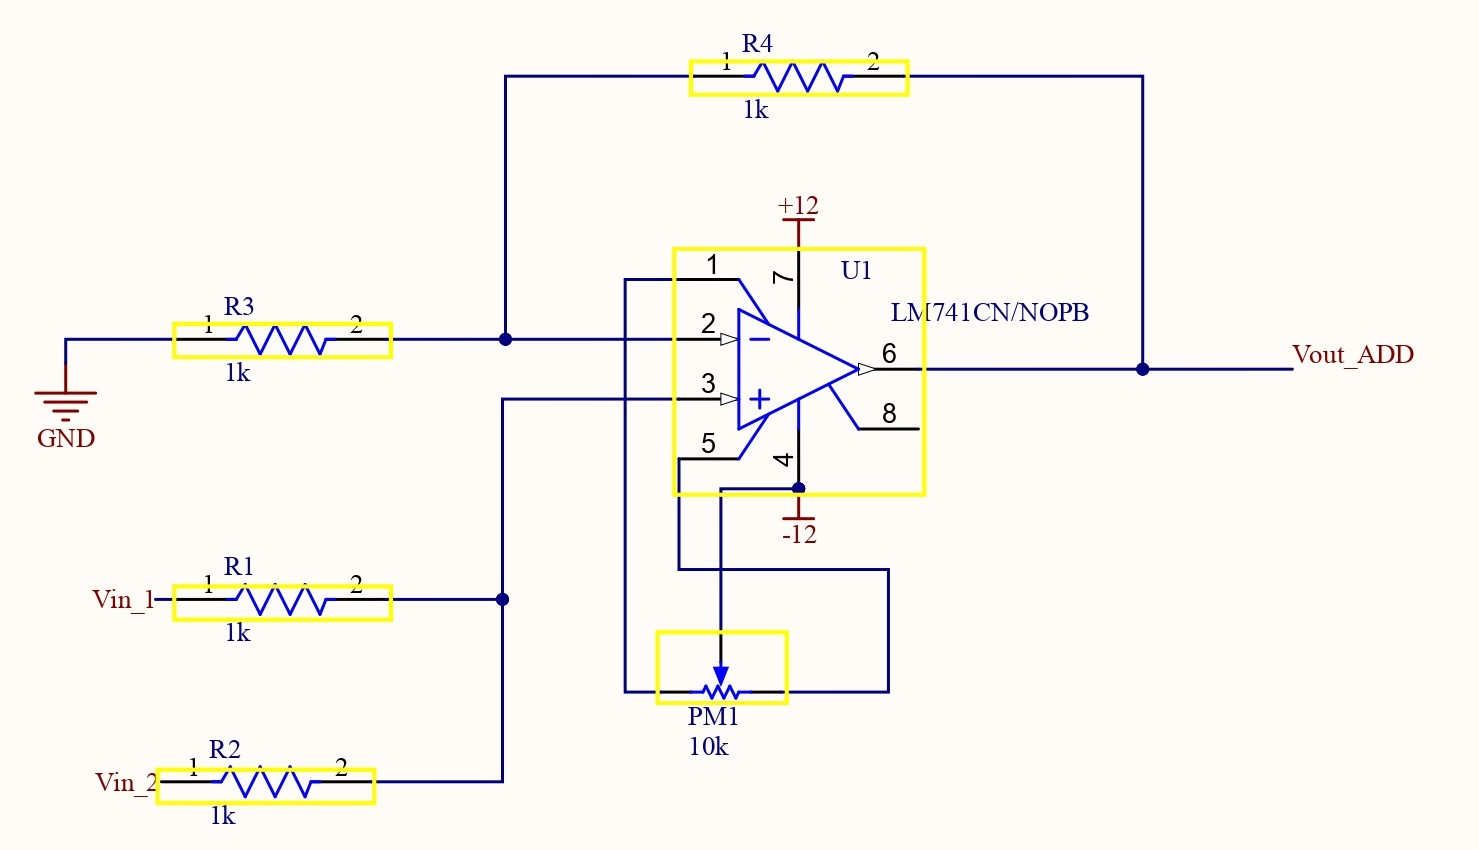 R4
1 2
1k
+12
7
U1
1
LM741CN/NOPB
R3
1 2
1k
2
3
6
Vout_ADD
8
5
4
GND
-12
R1
1 2
Vin_1
1k
PM1
10k
R2
1 2
Vin_2
1k